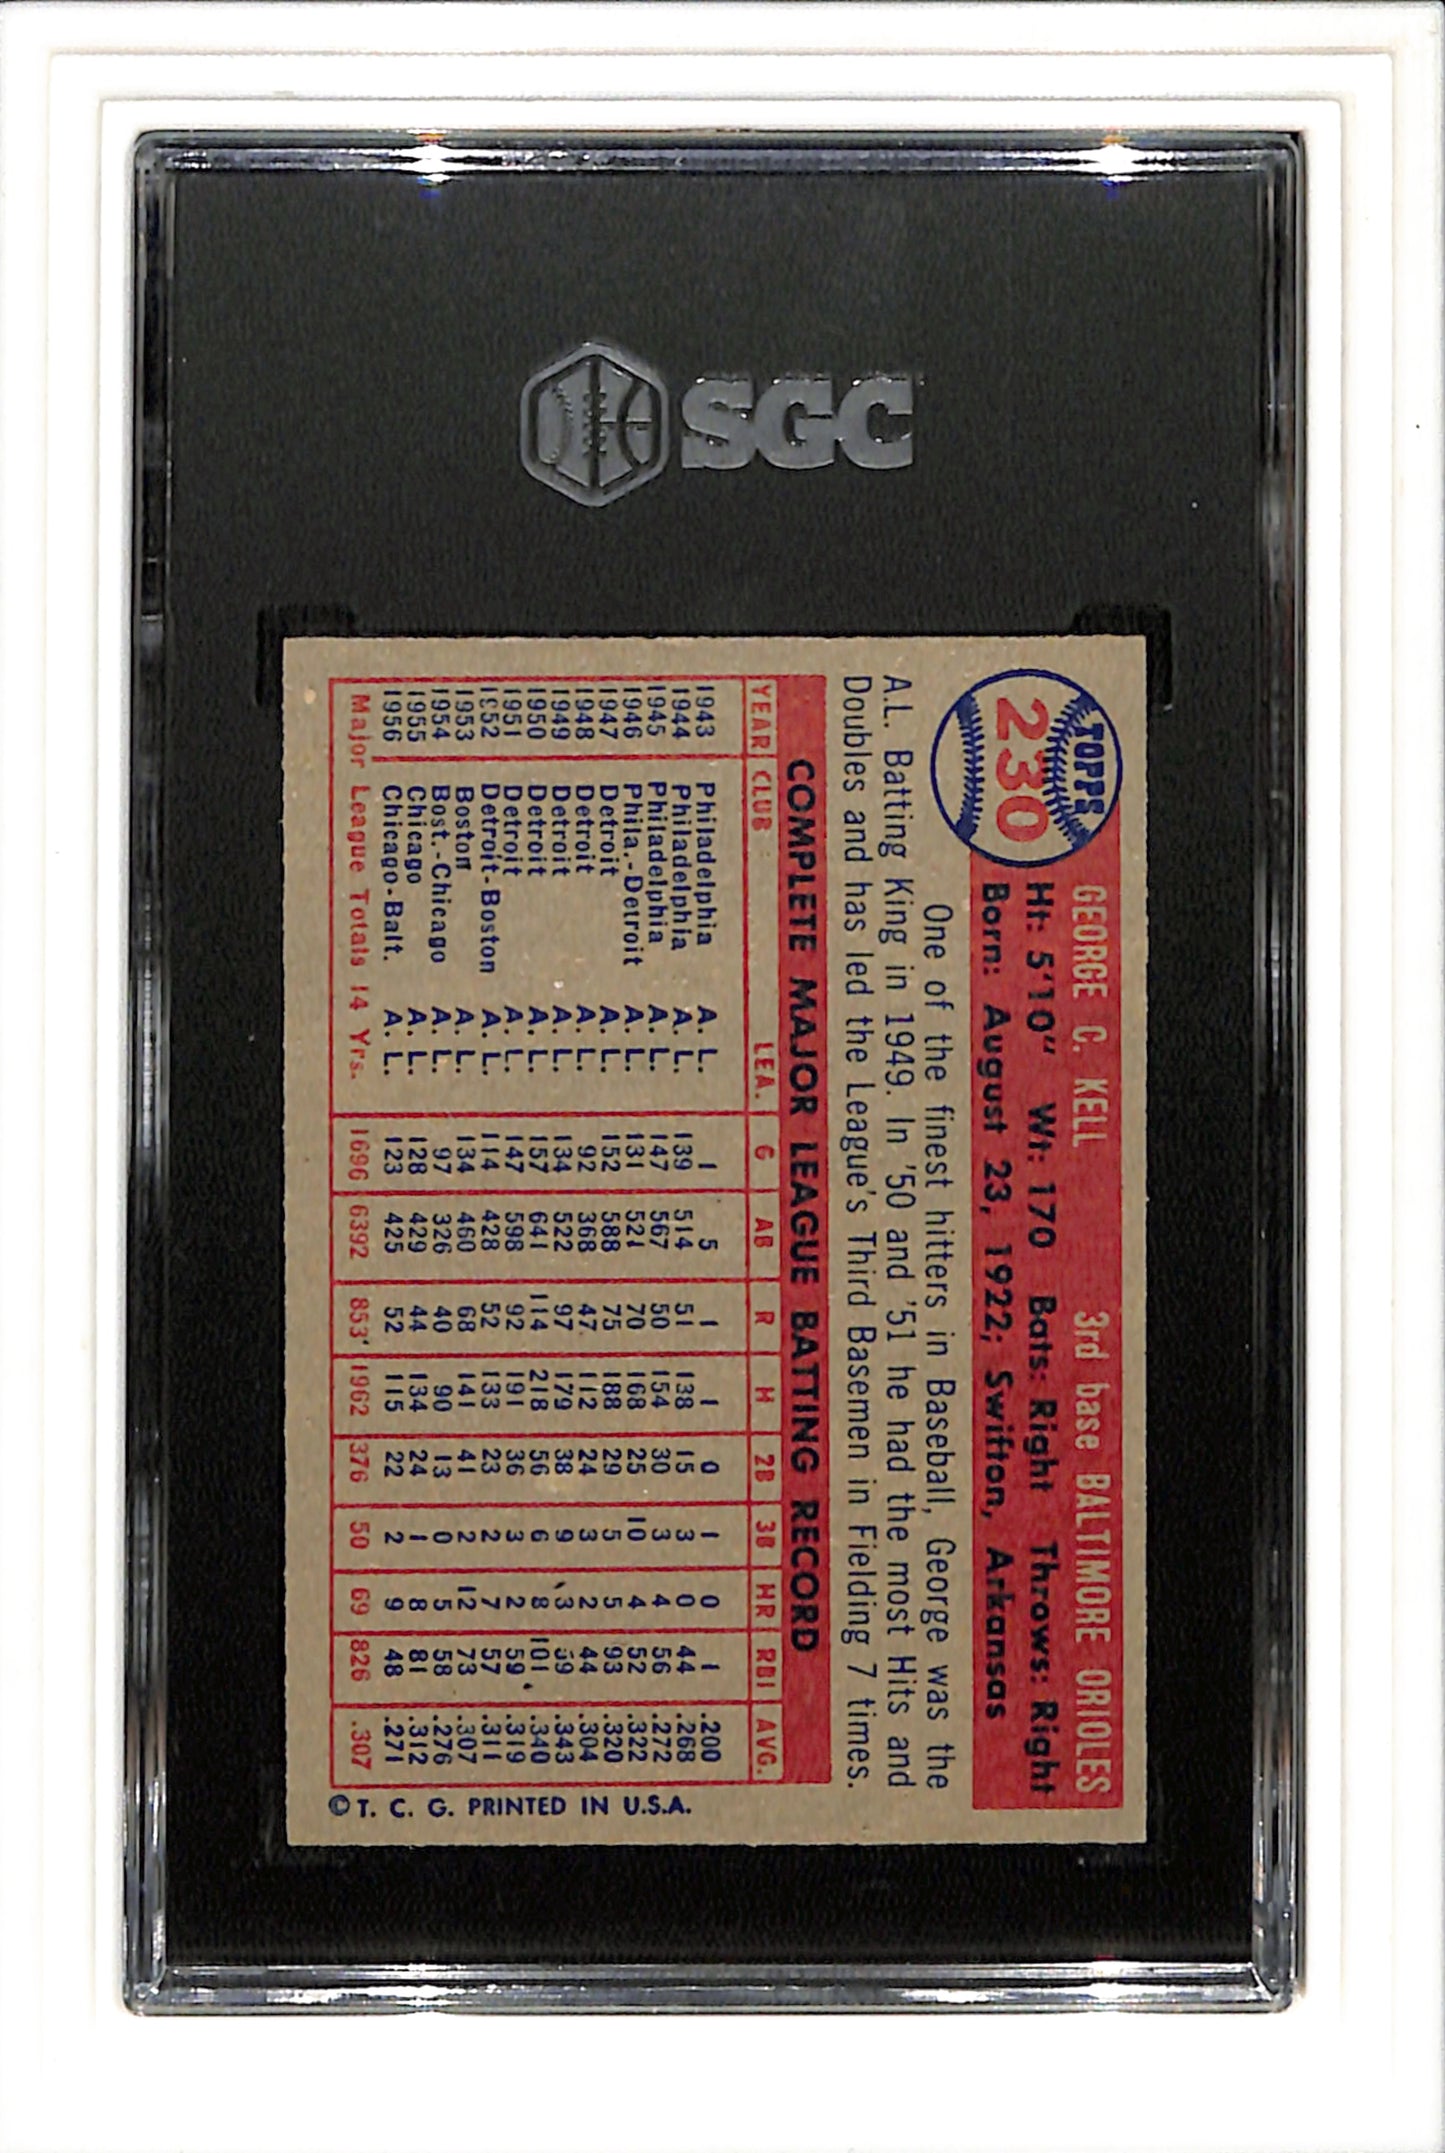 SGC
TOPPS
230
GEORGE C. KELL 3rd base BALTIMORE ORIOLES
Ht: 5'10" Wt: 170 Bats: Right Throws: Right
Born: August 23, 1922; Swifton, Arkansas
One of the finest hitters in Baseball, George was the
A.L. Batting King in 1949. In '50 and '51 he had the most Hits and
Doubles and has led the League's Third Basemen in Fielding 7 times.
COMPLETE MAJOR LEAGUE BATTING RECORD
YEAR CLUB LEA. G AB R H 2B 3B HR RBI AVG.
1943 Philadelphia A. L. 1 5 1 1 0 1 0 1 .200
1944 Philadelphia A. L. 139 514 51 138 15 3 0 44 .268
1945 Philadelphia A. L. 147 567 50 154 30 3 4 56 .272
1946 Phila.-Detroit A. L. 131 521 70 168 25 10 4 52 .322
1947 Detroit A. L. 152 588 75 188 29 5 5 93 .320
1948 Detroit A. L. 92 368 47 112 24 3 2 44 .304
1949 Detroit A. L. 134 522 97 179 38 9 3 59 .343
1950 Detroit A. L. 157 641 114 218 56 6 8 101 .340
1951 Detroit A. L. 147 598 92 191 36 3 2 59 .319
1952 Detroit-Boston A. L. 114 428 52 133 23 2 7 57 .311
1953 Boston A. L. 134 460 68 141 41 2 12 73 .307
1954 Bost.-Chicago A. L. 97 326 40 90 13 0 5 58 .276
1955 Chicago A. L. 128 429 44 134 24 1 8 81 .312
1956 Chicago-Balt. A. L. 123 425 52 115 22 2 9 48 .271
Major League Totals 14 Yrs. 1696 6392 853 1962 376 50 69 826 .307
© T. C. G. PRINTED IN U.S.A.